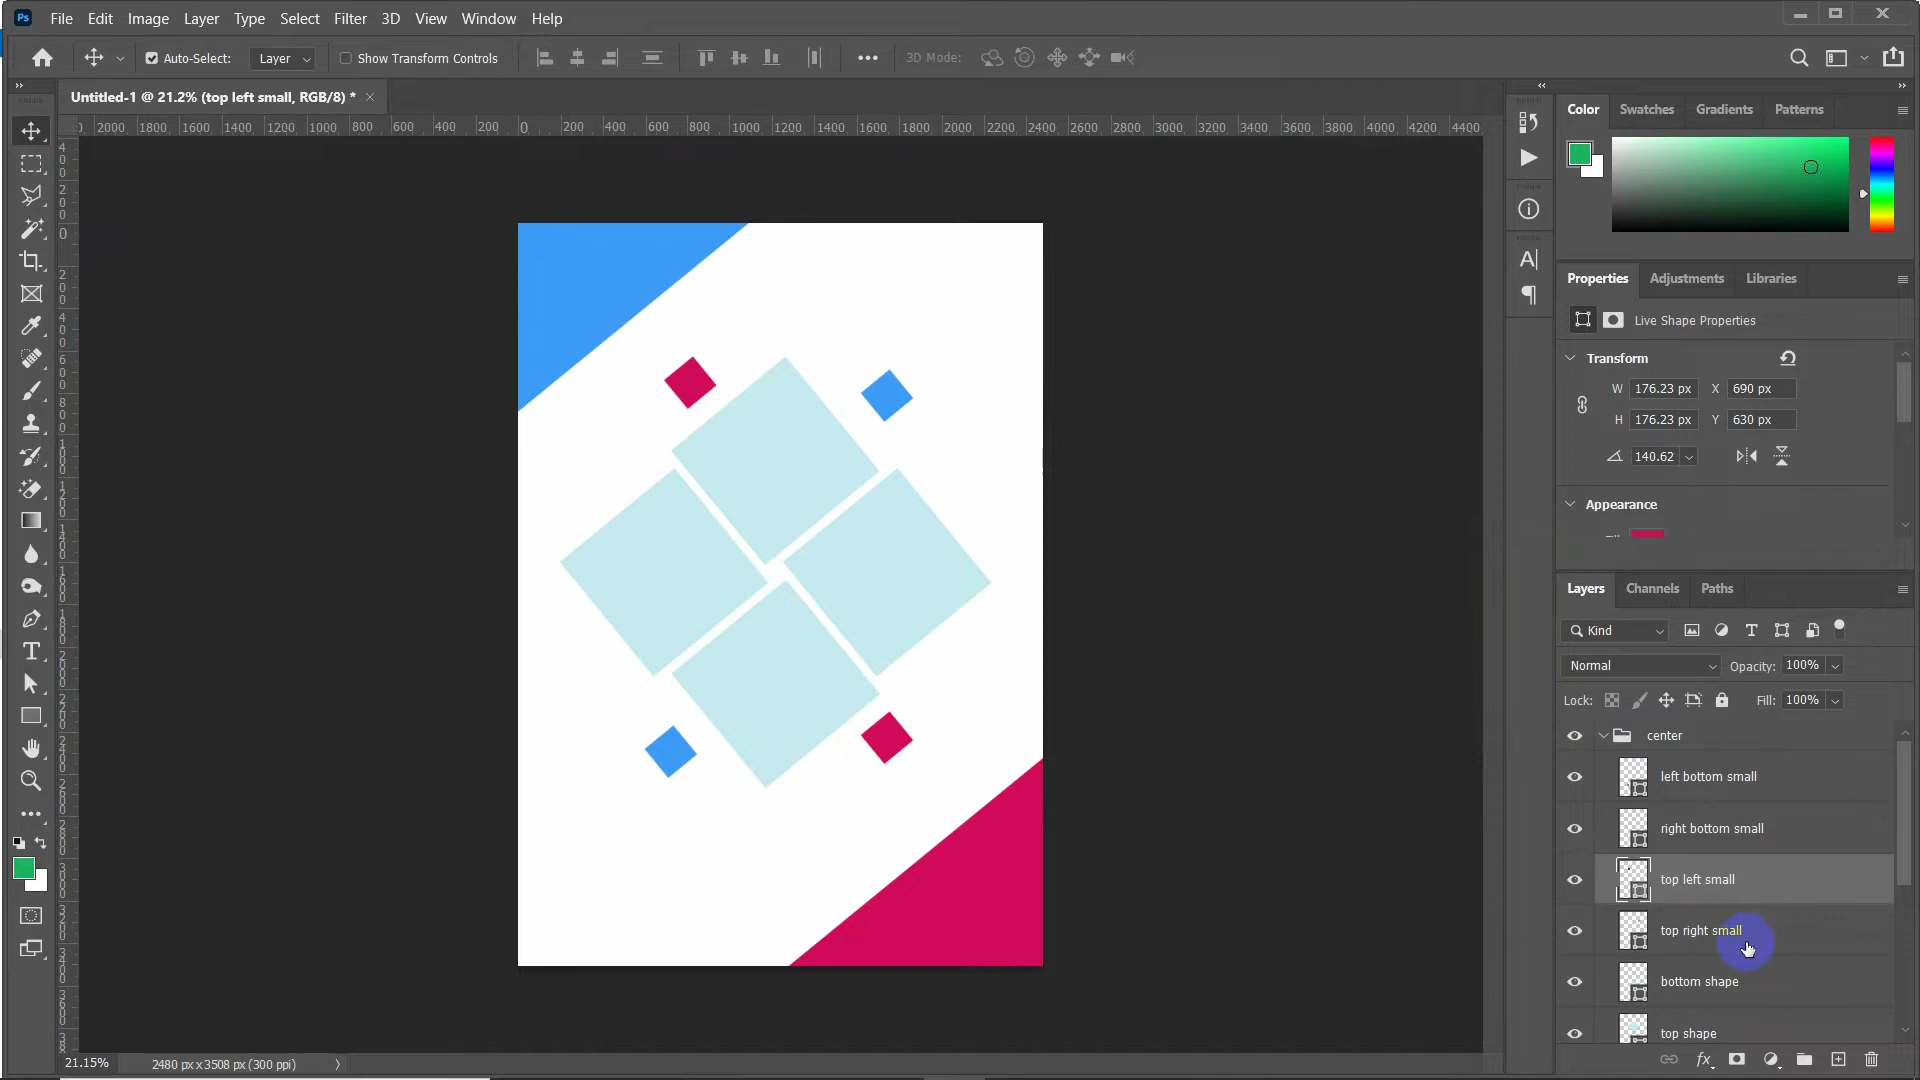 Ps File Edit Image Layer Type Select Filter 3D View Window Help
Auto-Select: Layer Show Transform Controls 3D Mode:
Untitled-1 @ 21.2% (top left small, RGB/8) *
2000 1800 1600 1400 1200 1000 800 600 400 200 0 200 400 600 800 1000 1200 1400 1600 1800 2000 2200 2400 2600 2800 3000 3200 3400 3600 3800 4000 4200 4400
Color Swatches Gradients Patterns
Properties Adjustments Libraries
Live Shape Properties
Transform
W 176.23 px X 690 px
H 176.23 px Y 630 px
140.62
Appearance
Layers Channels Paths
Kind
Normal Opacity: 100%
Lock: Fill: 100%
center
left bottom small
right bottom small
top left small
top right small
bottom shape
top shape
21.15% 2480 px x 3508 px (300 ppi)